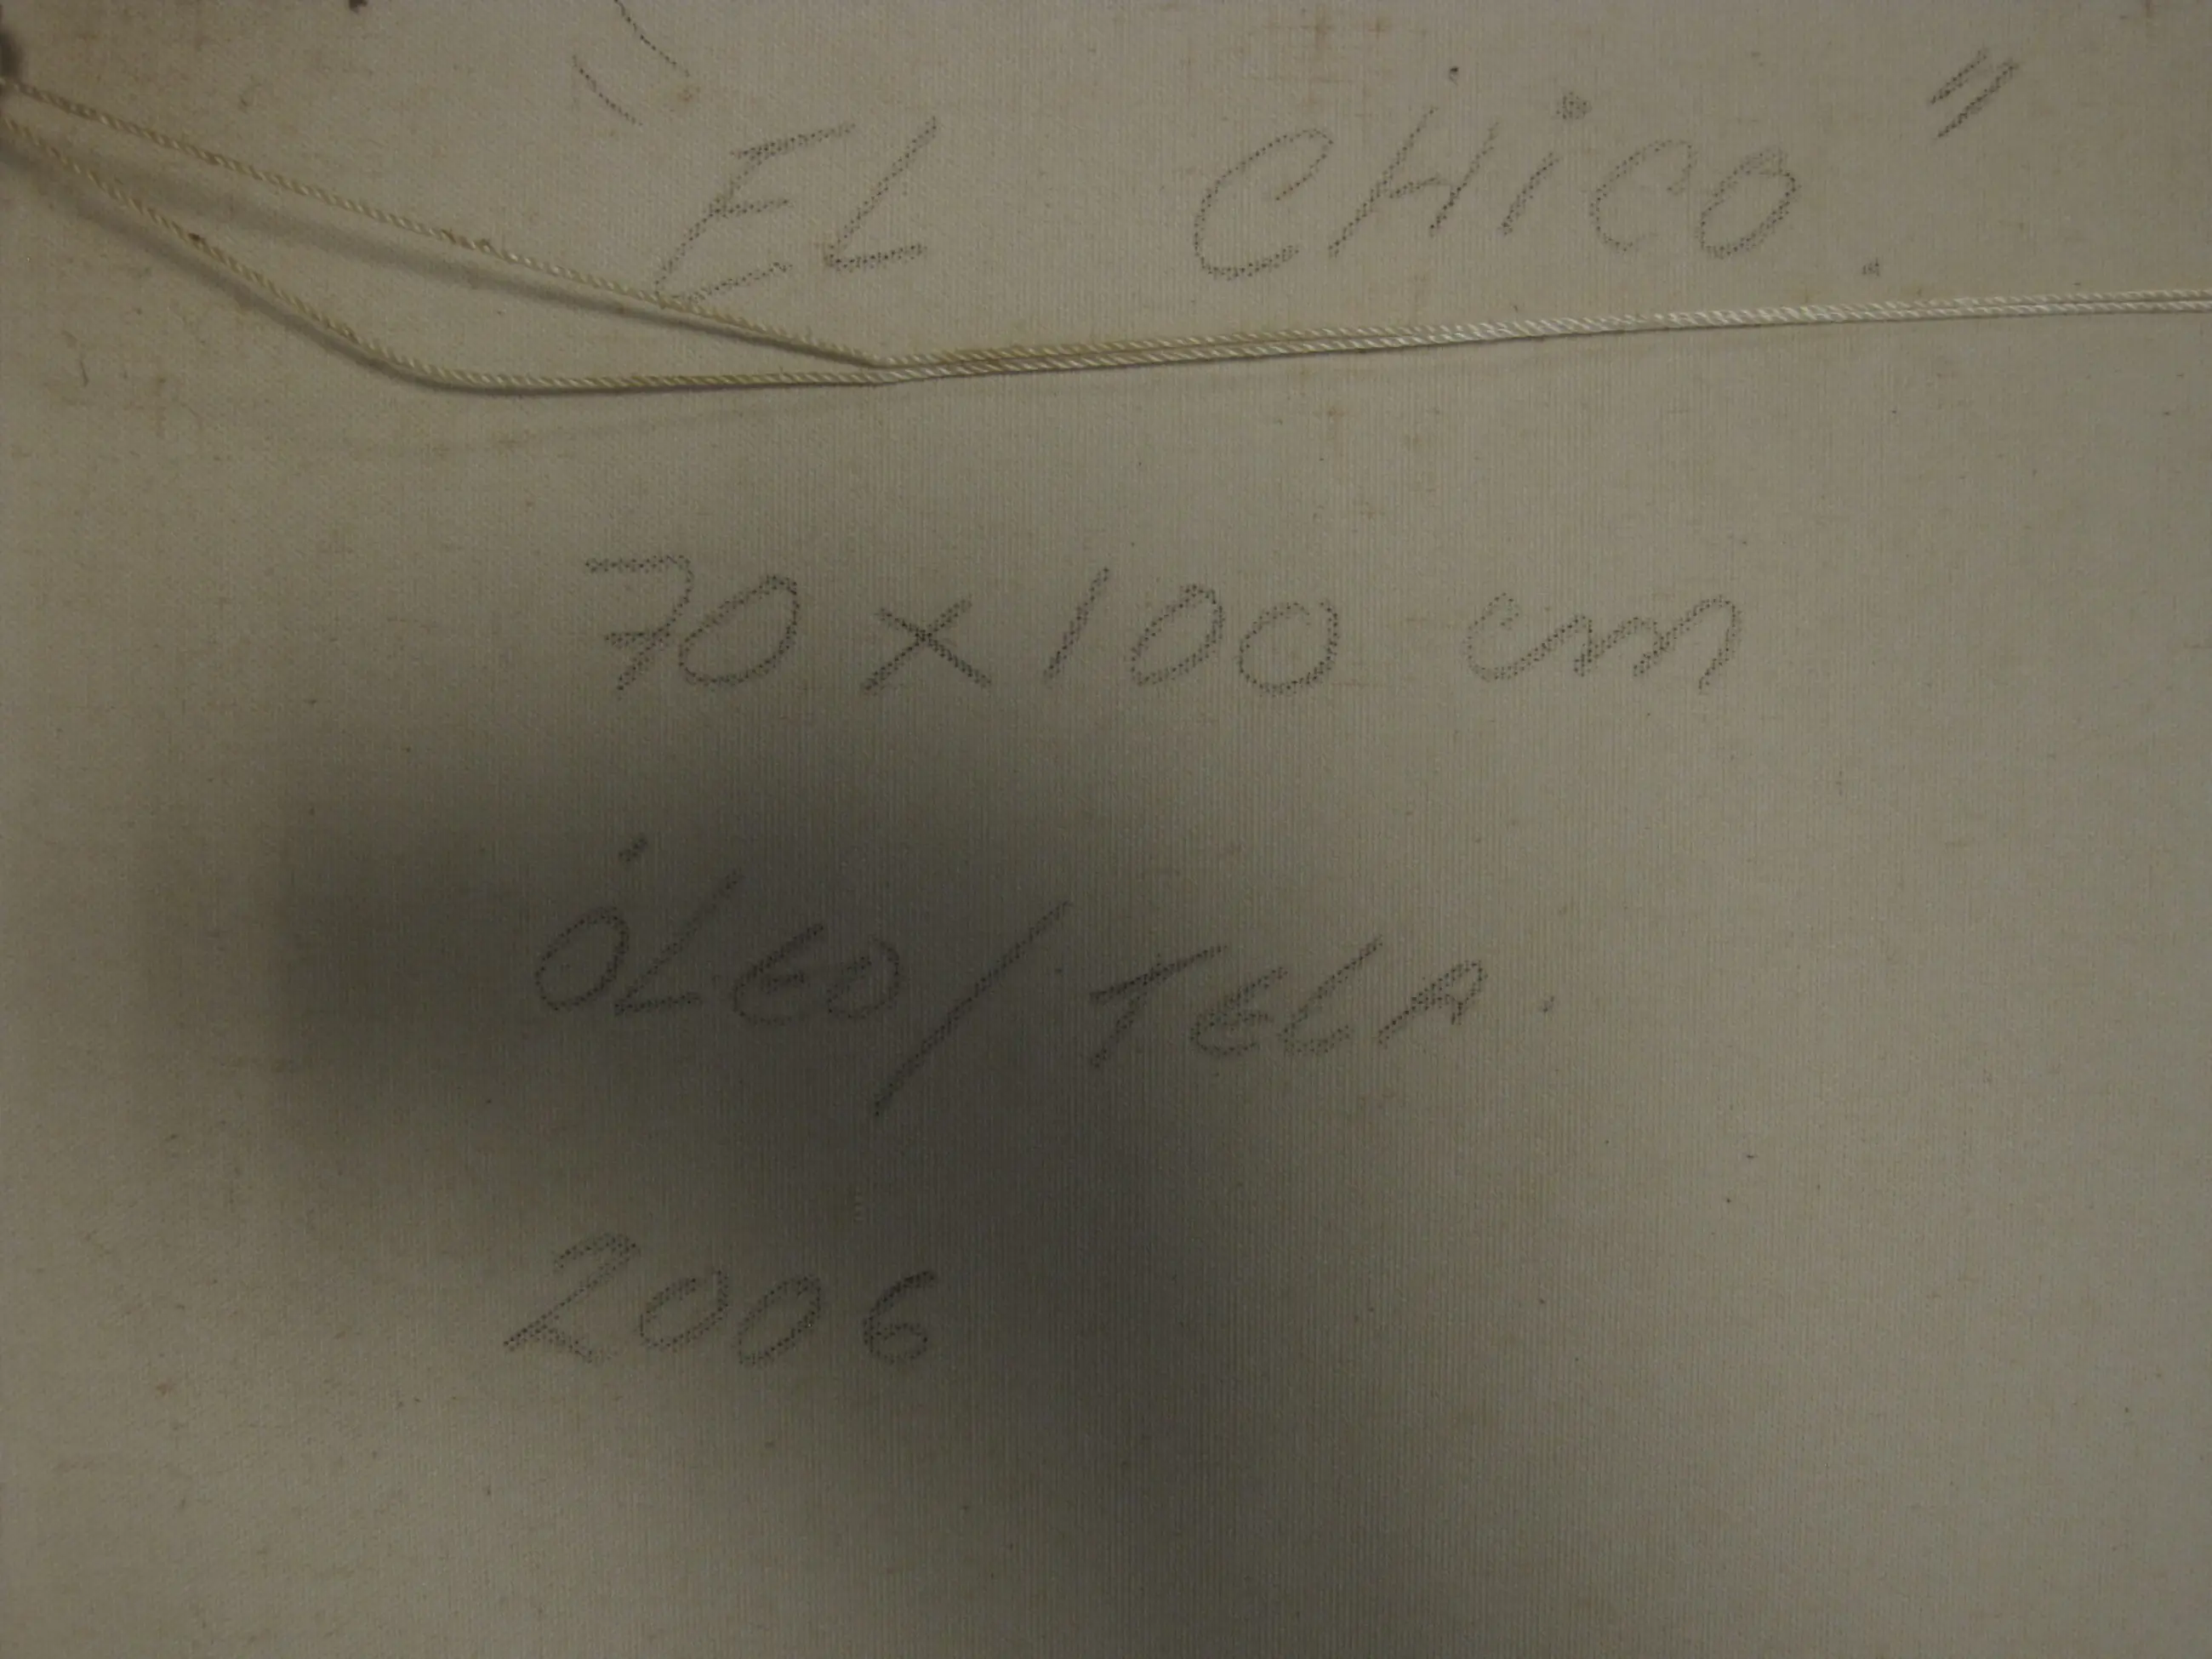 "EL CHiCO."
70 x 100 cm
ÓLEO / TELA.
2006